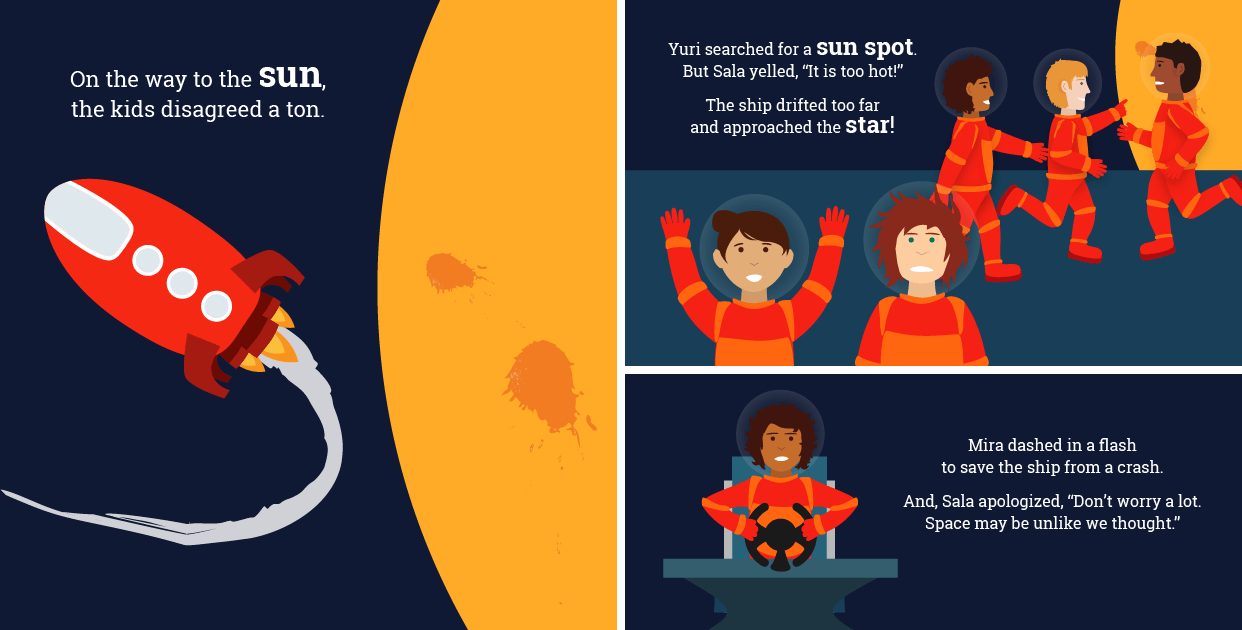 On the way to the sun,
the kids disagreed a ton.
Yuri searched for a sun spot.
But Sala yelled, “It is too hot!”
The ship drifted too far
and approached the star!
Mira dashed in a flash
to save the ship from a crash.
And, Sala apologized, “Don’t worry a lot.
Space may be unlike we thought.”